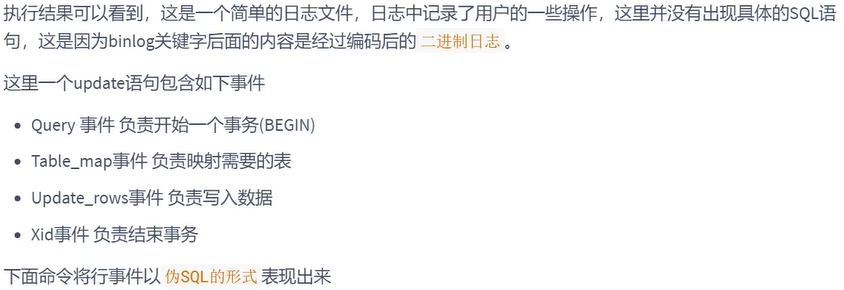 执行结果可以看到，这是一个简单的日志文件，日志中记录了用户的一些操作，这里并没有出现具体的SQL语
句，这是因为binlog关键字后面的内容是经过编码后的 二进制日志 。
这里一个update语句包含如下事件
• Query 事件 负责开始一个事务(BEGIN)
• Table_map事件 负责映射需要的表
• Update_rows事件 负责写入数据
• Xid事件 负责结束事务
下面命令将行事件以 伪SQL的形式 表现出来